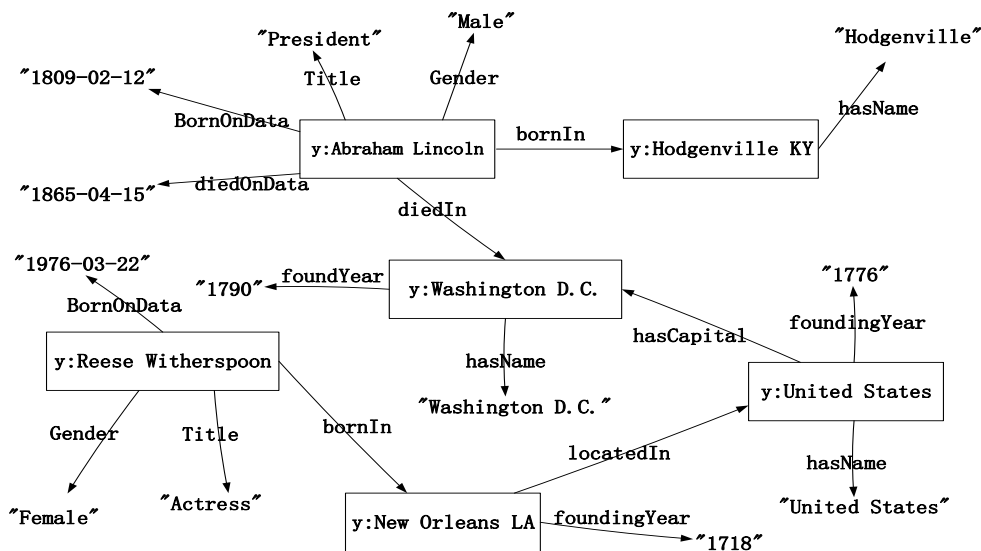 "Male"
"President"
"Hodgenville"
Title
Gender
"1809-02-12"
hasName
BornOnData
bornIn
y:Abraham Lincoln
y:Hodgenville KY
diedOnData
"1865-04-15"
diedIn
"1976-03-22"
foundYear
"1776"
"1790"
y:Washington D.C.
BornOnData
foundingYear
hasCapital
y:Reese Witherspoon
hasName
y:United States
"Washington D.C."
Gender
Title
bornIn
locatedIn
hasName
"Female"
"Actress"
"United States"
y:New Orleans LA
foundingYear
"1718"